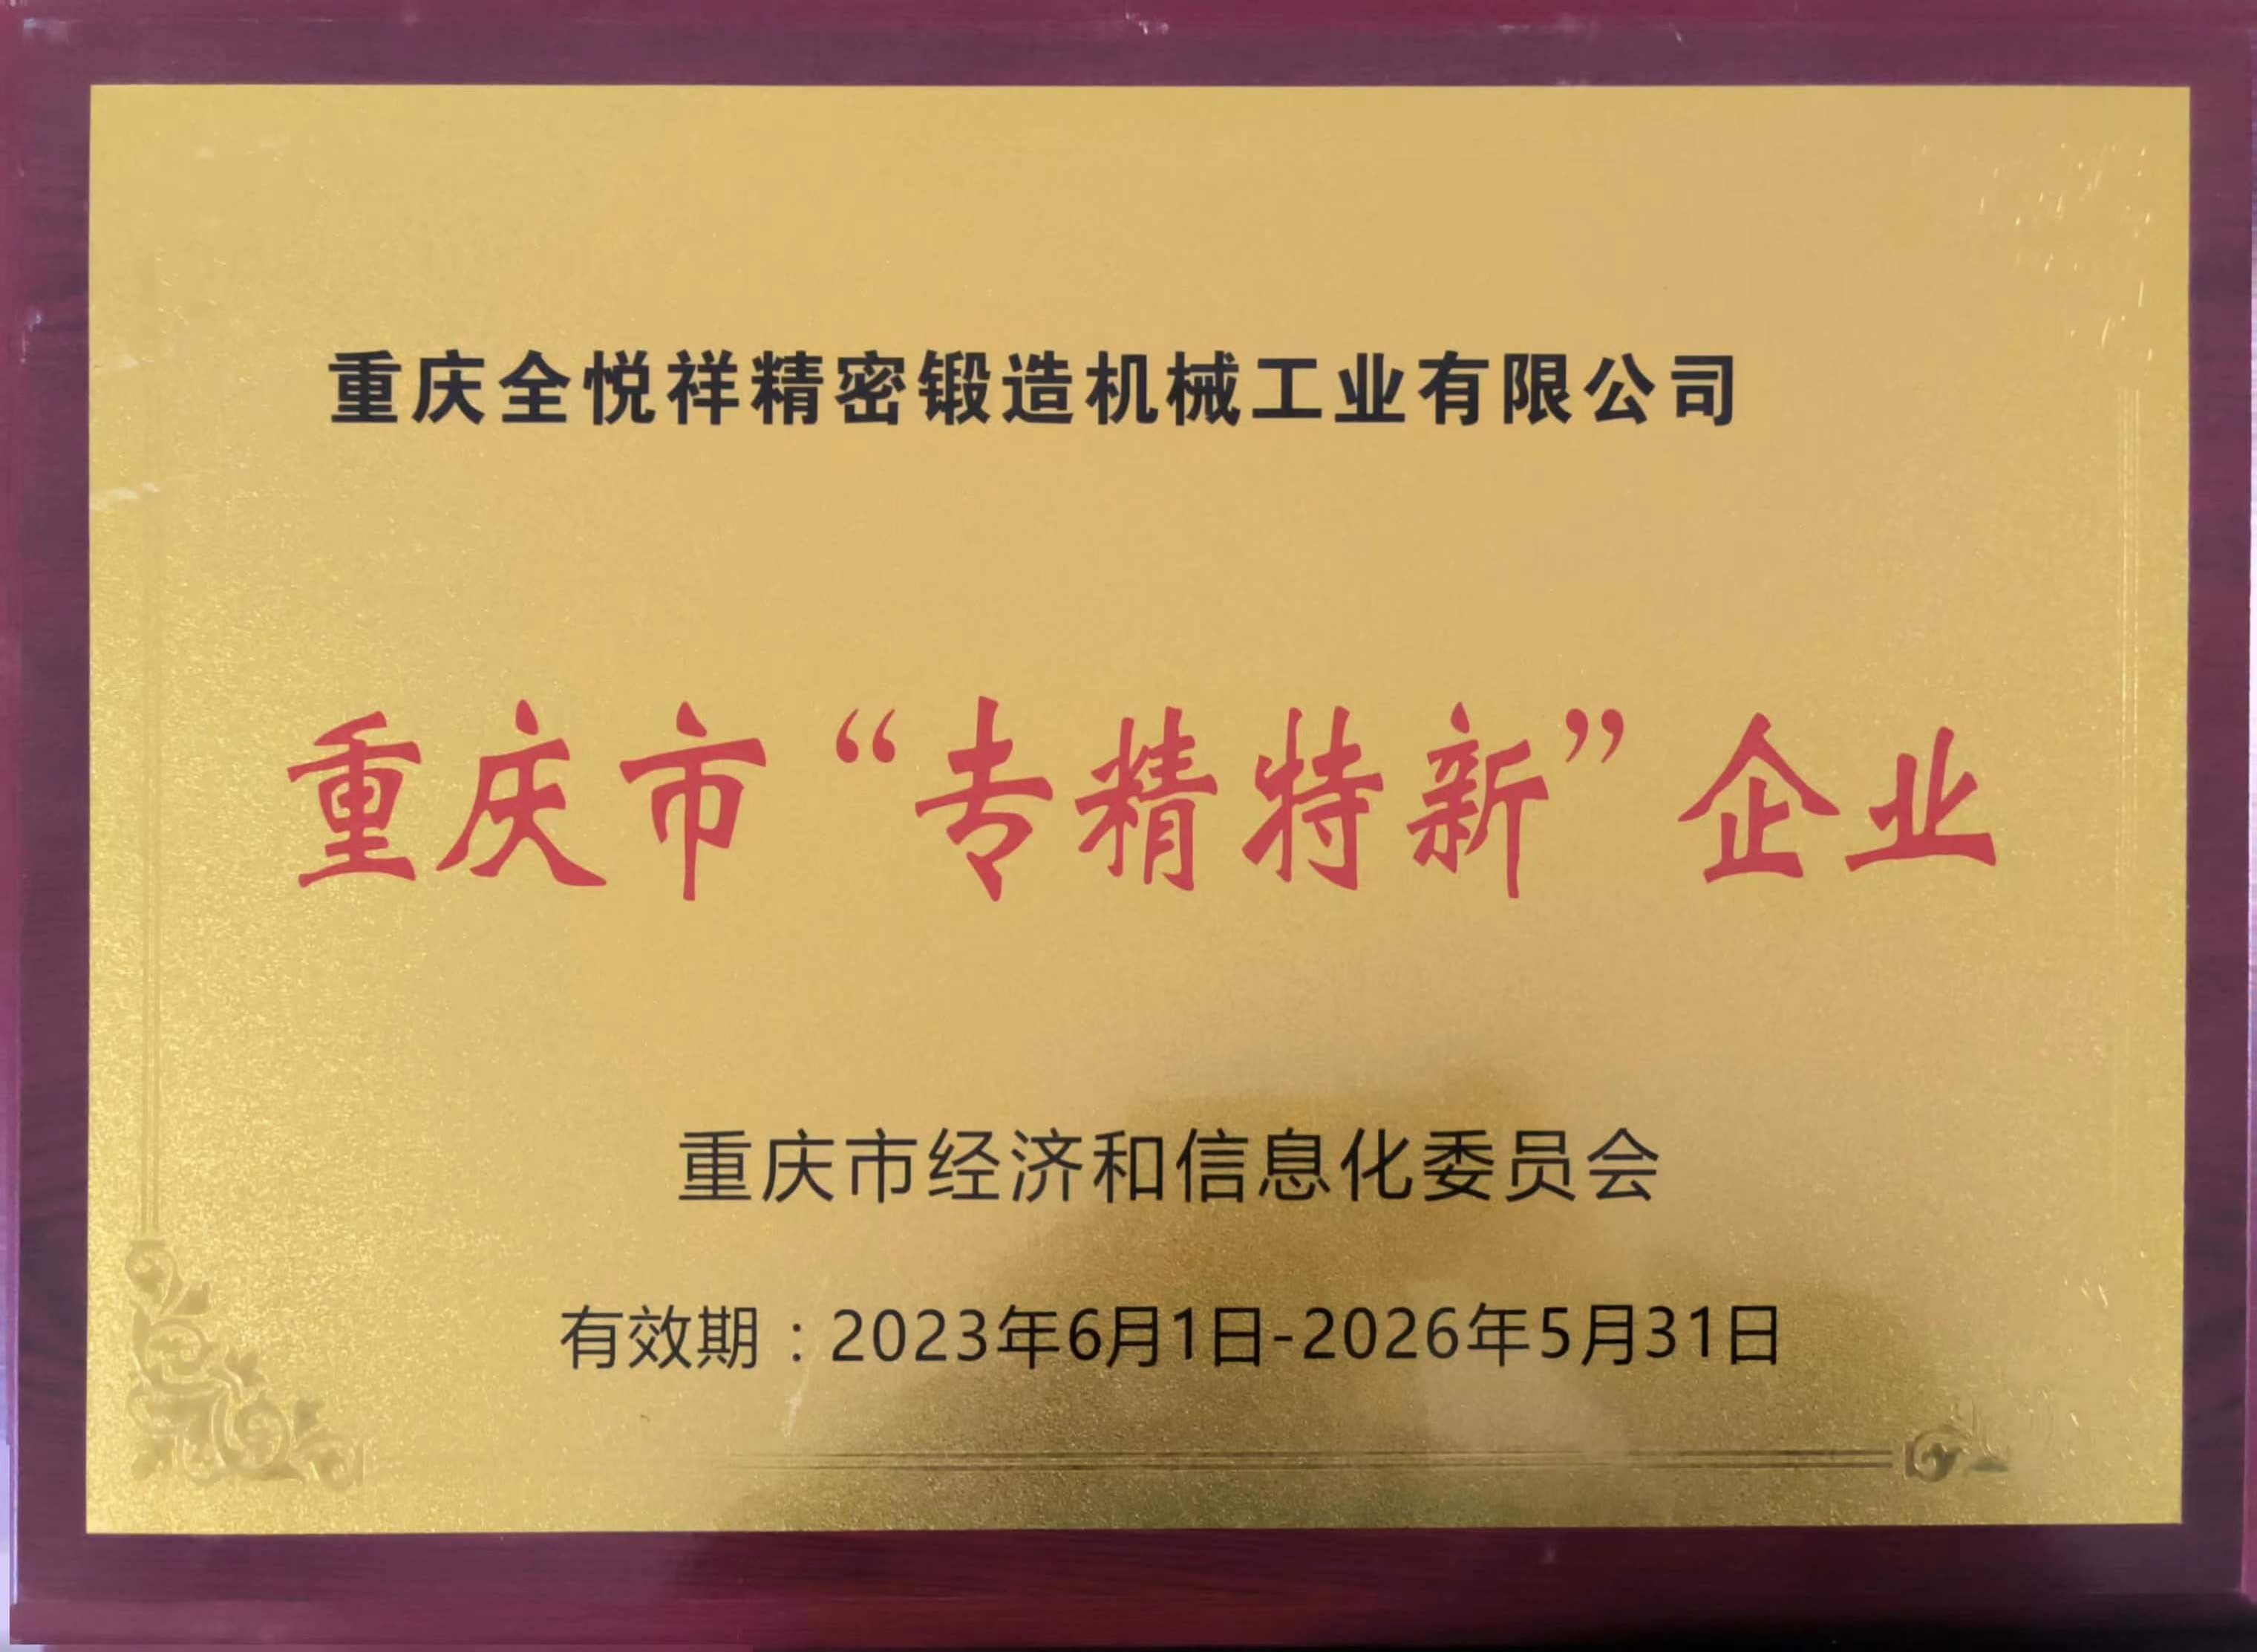 重庆全悦祥精密锻造机械工业有限公司
重庆市“专精特新”企业
重庆市经济和信息化委员会
有效期：2023年6月1日-2026年5月31日